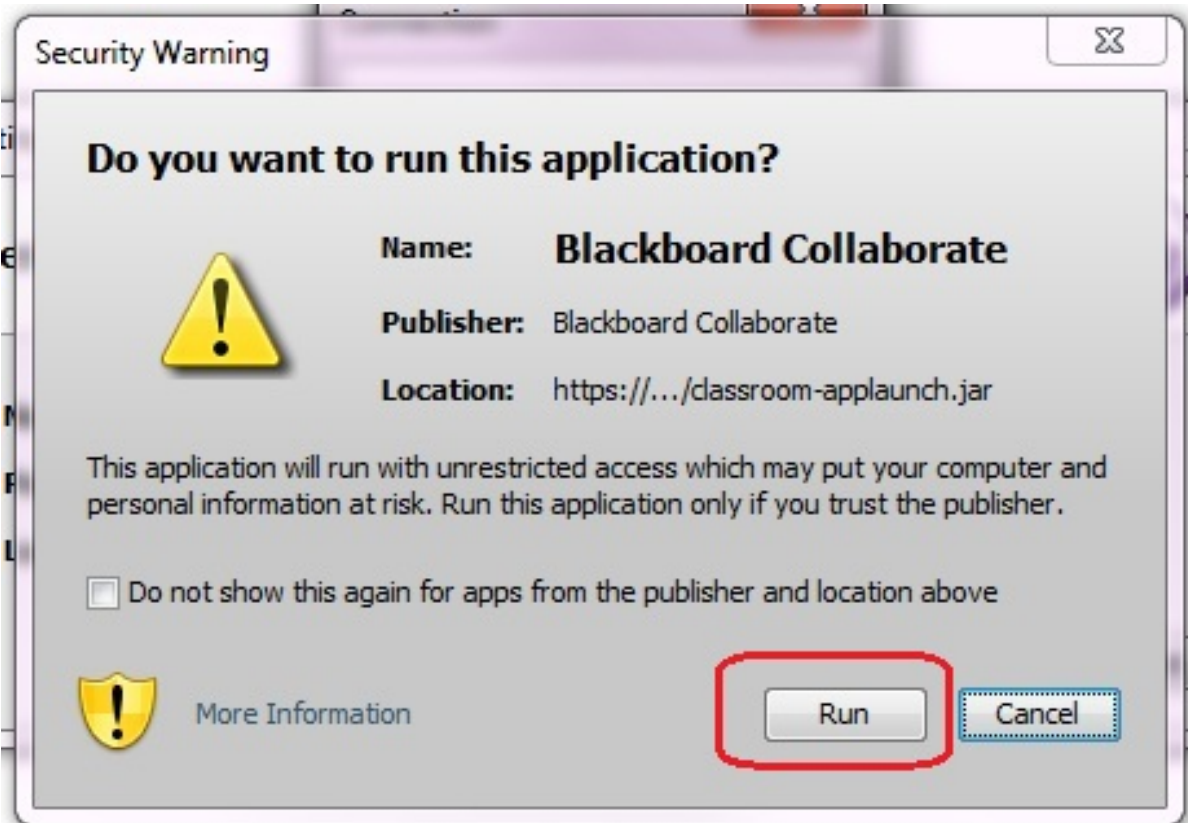 Security Warning
Do you want to run this application?
Name: Blackboard Collaborate
Publisher: Blackboard Collaborate
Location: https://.../classroom-applaunch.jar
This application will run with unrestricted access which may put your computer and
personal information at risk. Run this application only if you trust the publisher.
Do not show this again for apps from the publisher and location above
More Information
Run
Cancel